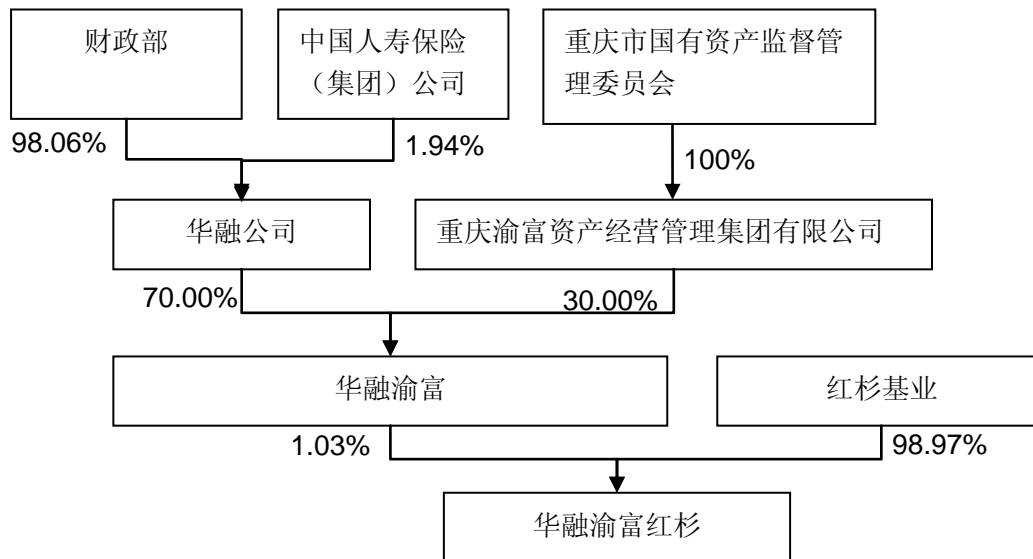 财政部
中国人寿保险
（集团）公司
重庆市国有资产监督管
理委员会
98.06%
1.94%
100%
华融公司
重庆渝富资产经营管理集团有限公司
70.00%
30.00%
华融渝富
红杉基业
1.03%
98.97%
华融渝富红杉